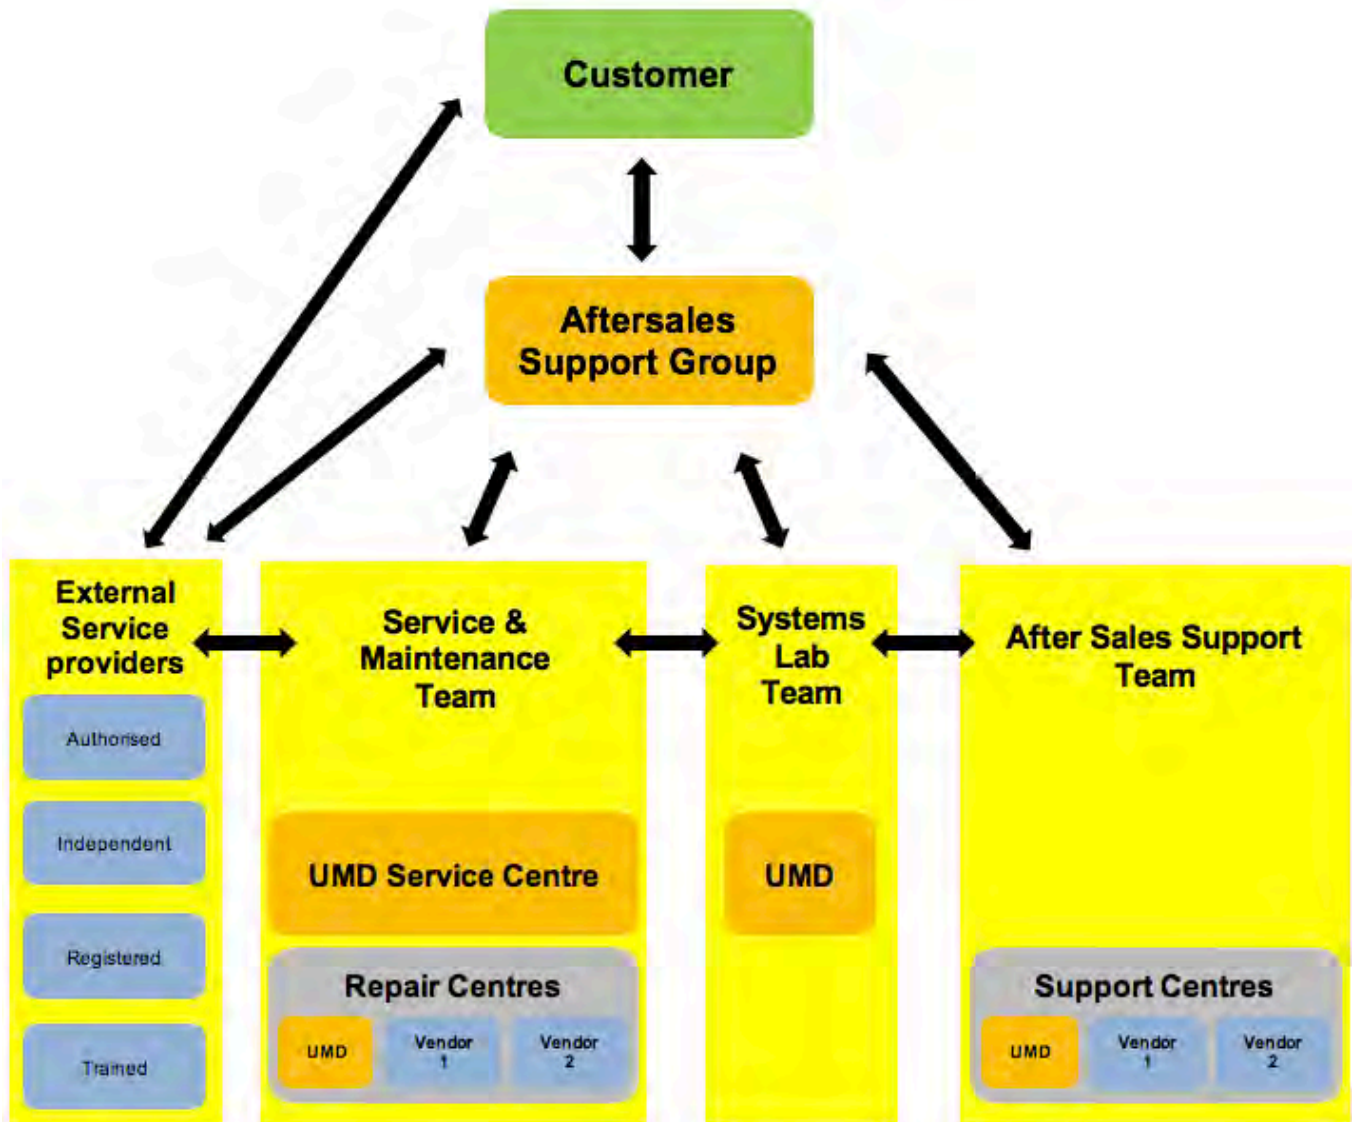 Customer
Aftersales
Support Group
External
Service
providers
Authorised
Independent
Registered
Trained
Service &
Maintenance
Team
UMD Service Centre
Repair Centres
UMD
Vendor
1
Vendor
2
Systems
Lab
Team
UMD
After Sales Support
Team
Support Centres
UMD
Vendor
1
Vendor
2